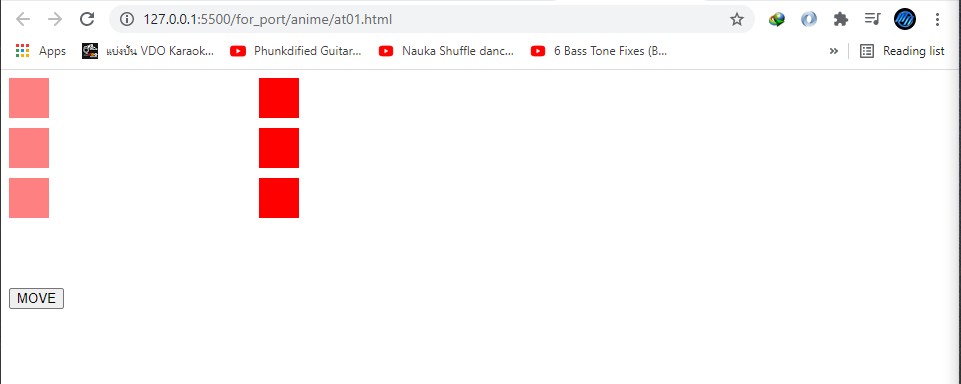 127.0.0.1:5500/for_port/anime/at01.html
Apps แบ่งปัน VDO Karaok... Phunkdified Guitar... Nauka Shuffle danc... 6 Bass Tone Fixes (B... » Reading list
MOVE